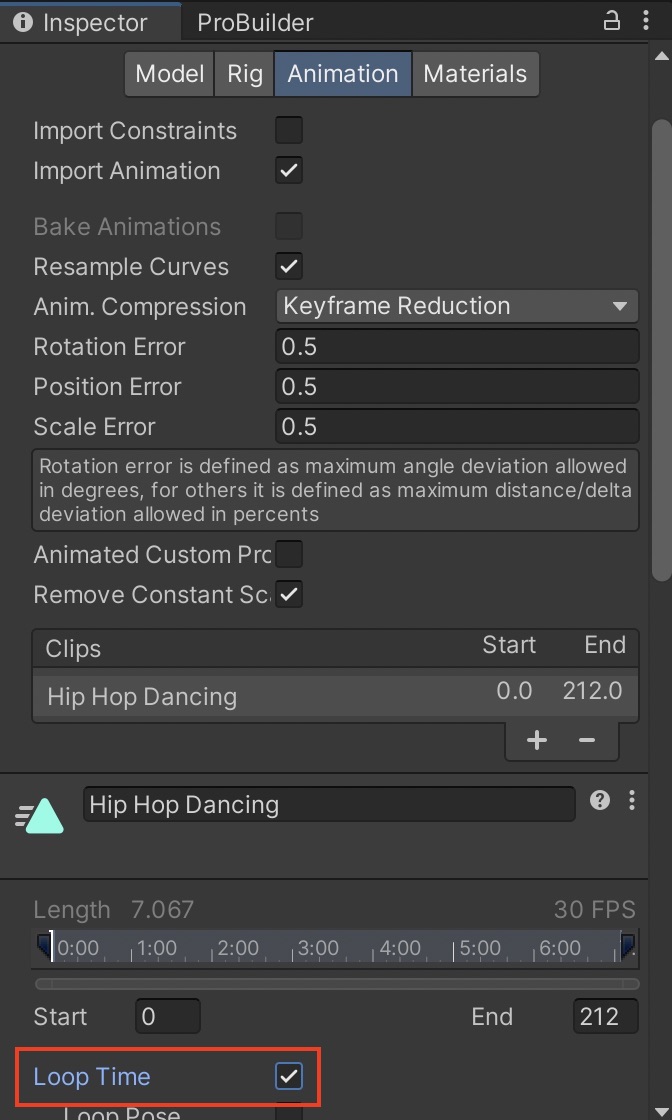 Inspector ProBuilder
Model Rig Animation Materials
Import Constraints
Import Animation
Bake Animations
Resample Curves
Anim. Compression Keyframe Reduction
Rotation Error 0.5
Position Error 0.5
Scale Error 0.5
Rotation error is defined as maximum angle deviation allowed
in degrees, for others it is defined as maximum distance/delta
deviation allowed in percents
Animated Custom Pro
Remove Constant Sc
Clips Start End
Hip Hop Dancing 0.0 212.0
Hip Hop Dancing
Length 7.067 30 FPS
0:00 1:00 2:00 3:00 4:00 5:00 6:00
Start 0 End 212
Loop Time
Loop Pose